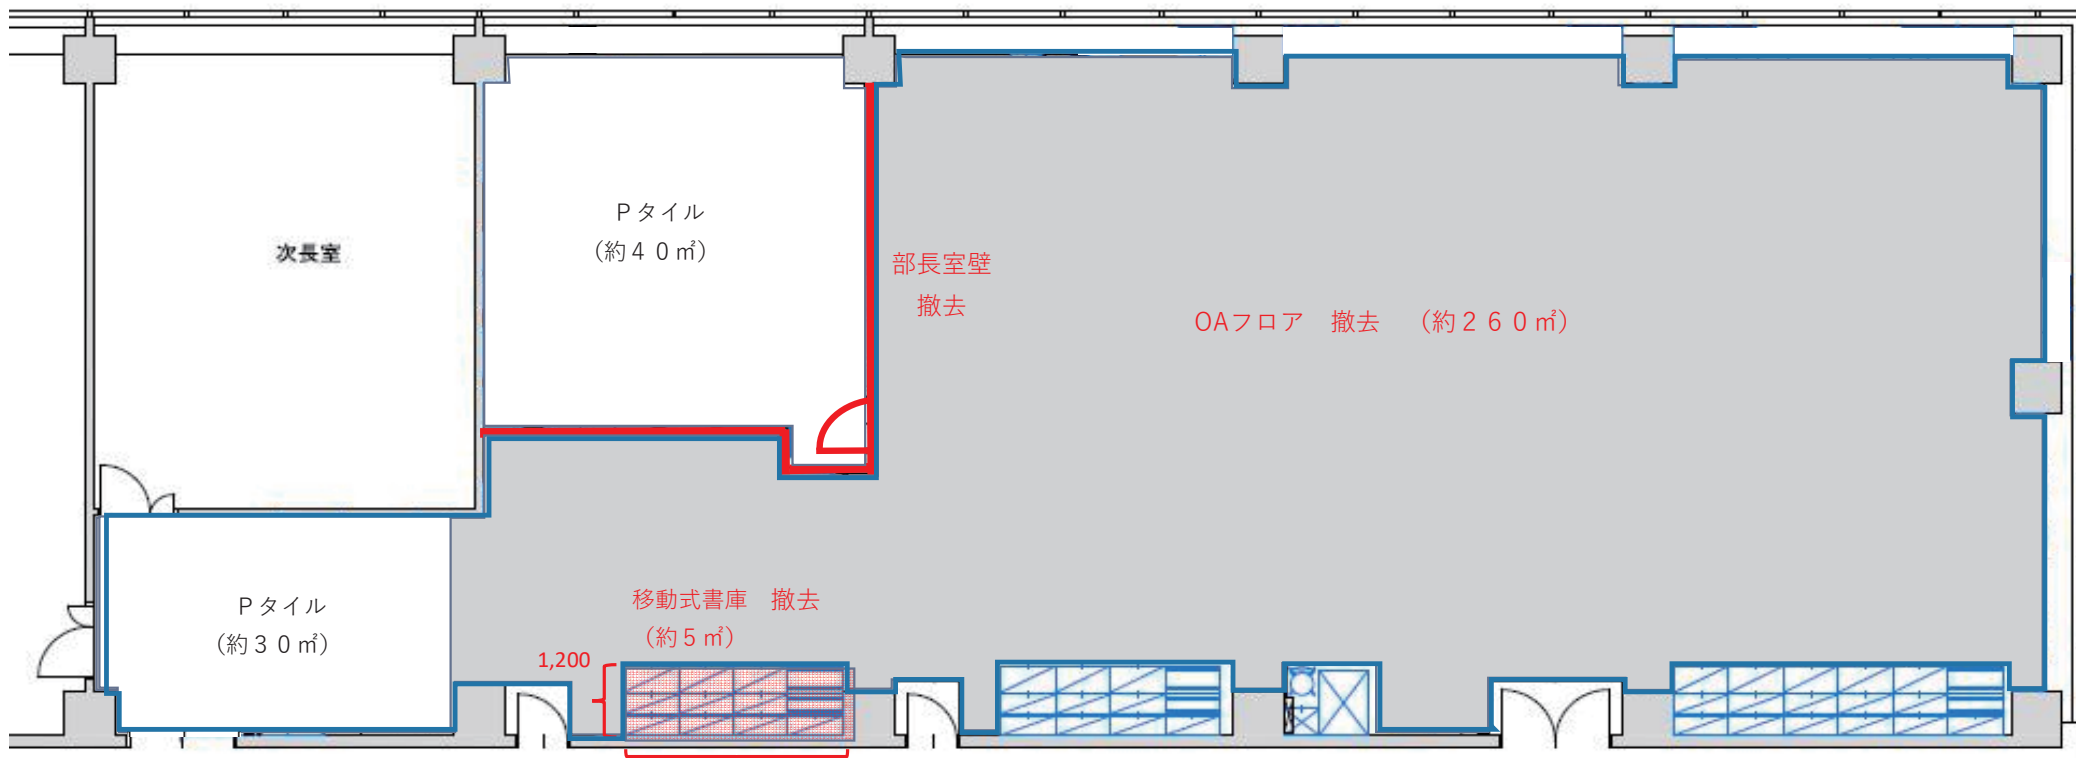 次長室
Pタイル
（約４０㎡）
部長室壁
撤去
OAフロア　撤去　（約２６０㎡）
Pタイル
（約３０㎡）
移動式書庫　撤去
（約５㎡）
1,200